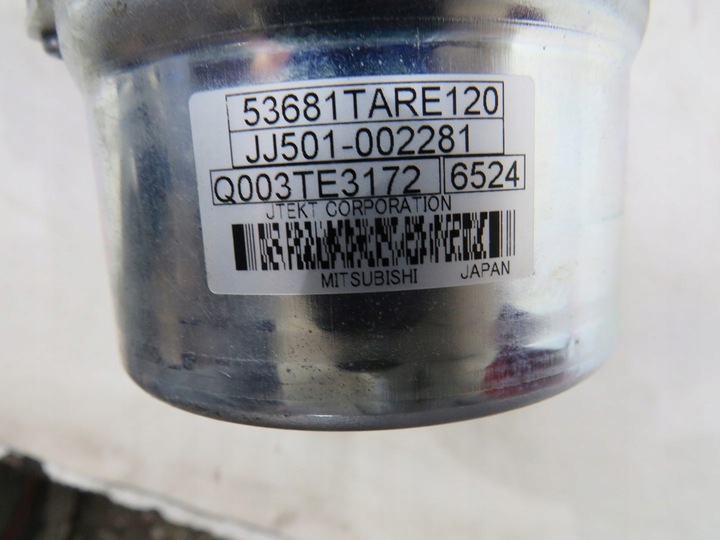 53681TARE120
JJ501-002281
Q003TE3172 6524
JTEKT CORPORATION
MITSUBISHI JAPAN